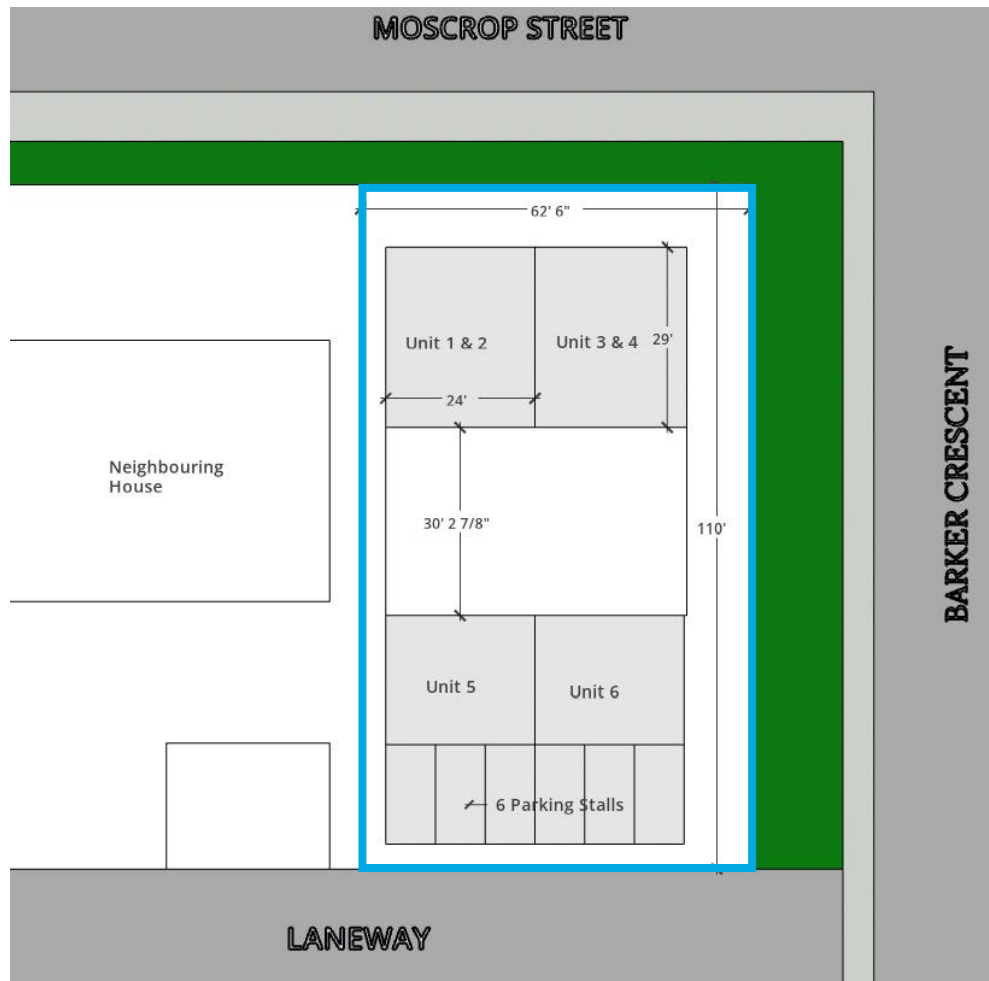 MOSCROP STREET
62' 6"
Unit 1 & 2
Unit 3 & 4
29'
24'
Neighbouring
House
30' 2 7/8"
110'
BARKER CRESCENT
Unit 5
Unit 6
6 Parking Stalls
LANEWAY